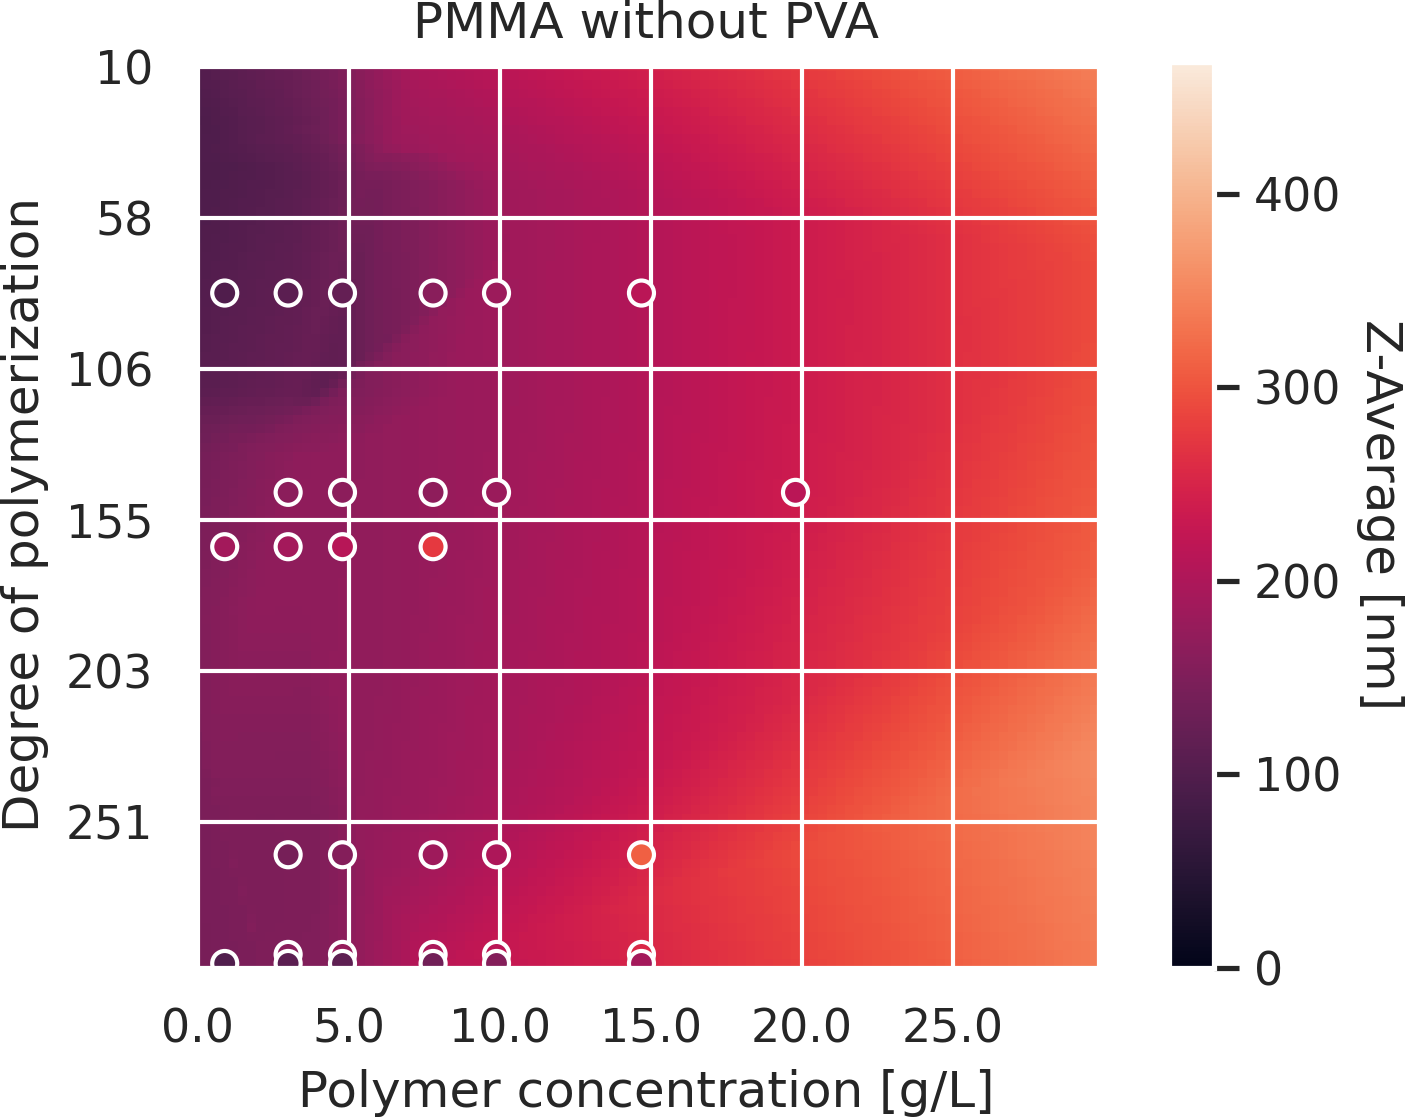 PMMA without PVA
10
58
106
155
203
251
Degree of polymerization
0.0 5.0 10.0 15.0 20.0 25.0
Polymer concentration [g/L]
400
300
200
100
0
Z-Average [nm]